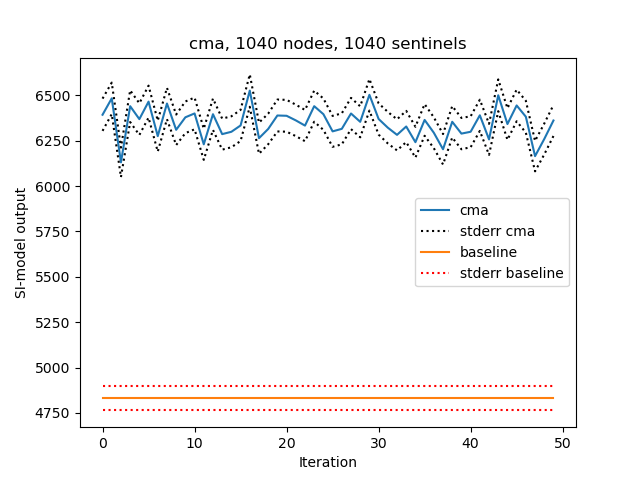 cma, 1040 nodes, 1040 sentinels
SI-model output
6500
6250
6000
5750
5500
5250
5000
4750
cma
stderr cma
baseline
stderr baseline
0 10 20 30 40 50
Iteration